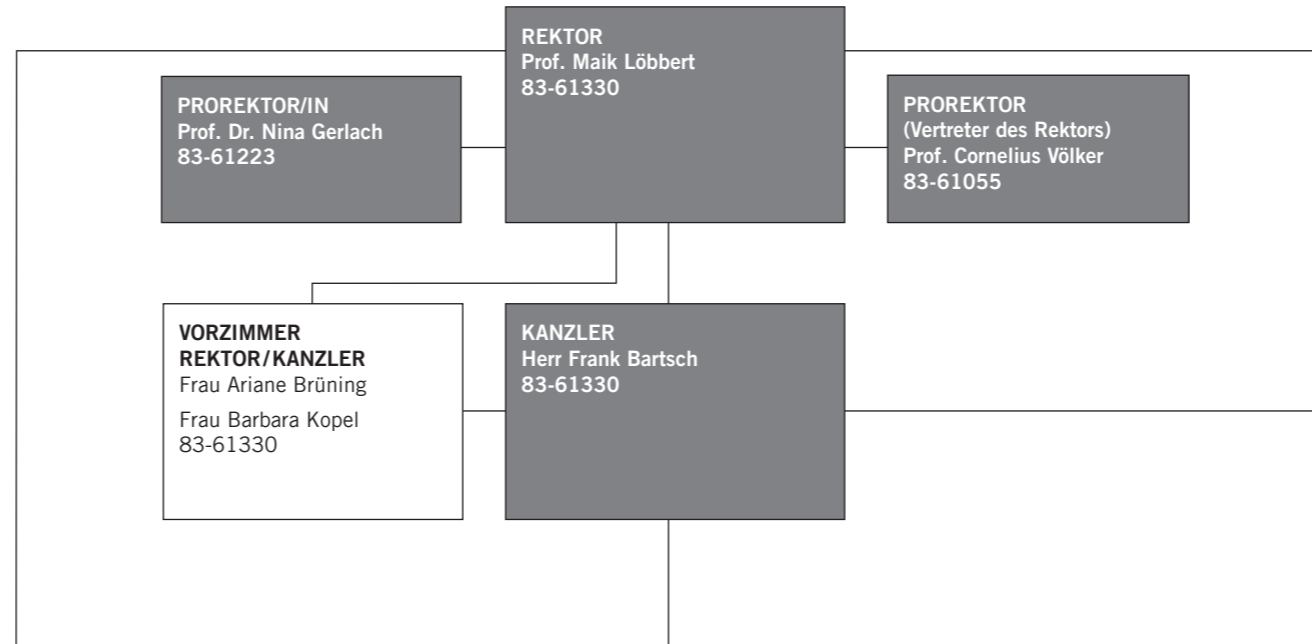 REKTOR
Prof. Maik Löbbert
83-61330
PROREKTOR/IN
Prof. Dr. Nina Gerlach
83-61223
PROREKTOR
(Vertreter des Rektors)
Prof. Cornelius Völker
83-61055
VORZIMMER
REKTOR/KANZLER
Frau Ariane Brüning
Frau Barbara Kopel
83-61330
KANZLER
Herr Frank Bartsch
83-61330